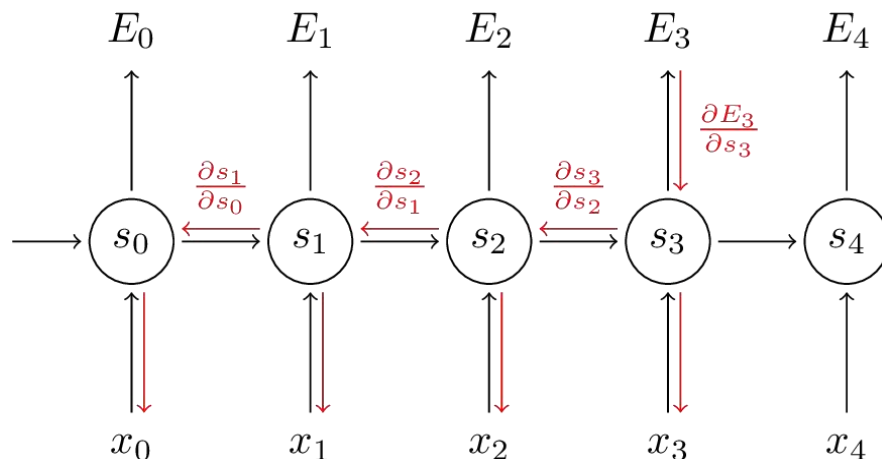 E₀ E₁ E₂ E₃ E₄
∂E₃/∂s₃
∂s₁/∂s₀ ∂s₂/∂s₁ ∂s₃/∂s₂
s₀ s₁ s₂ s₃ s₄
x₀ x₁ x₂ x₃ x₄